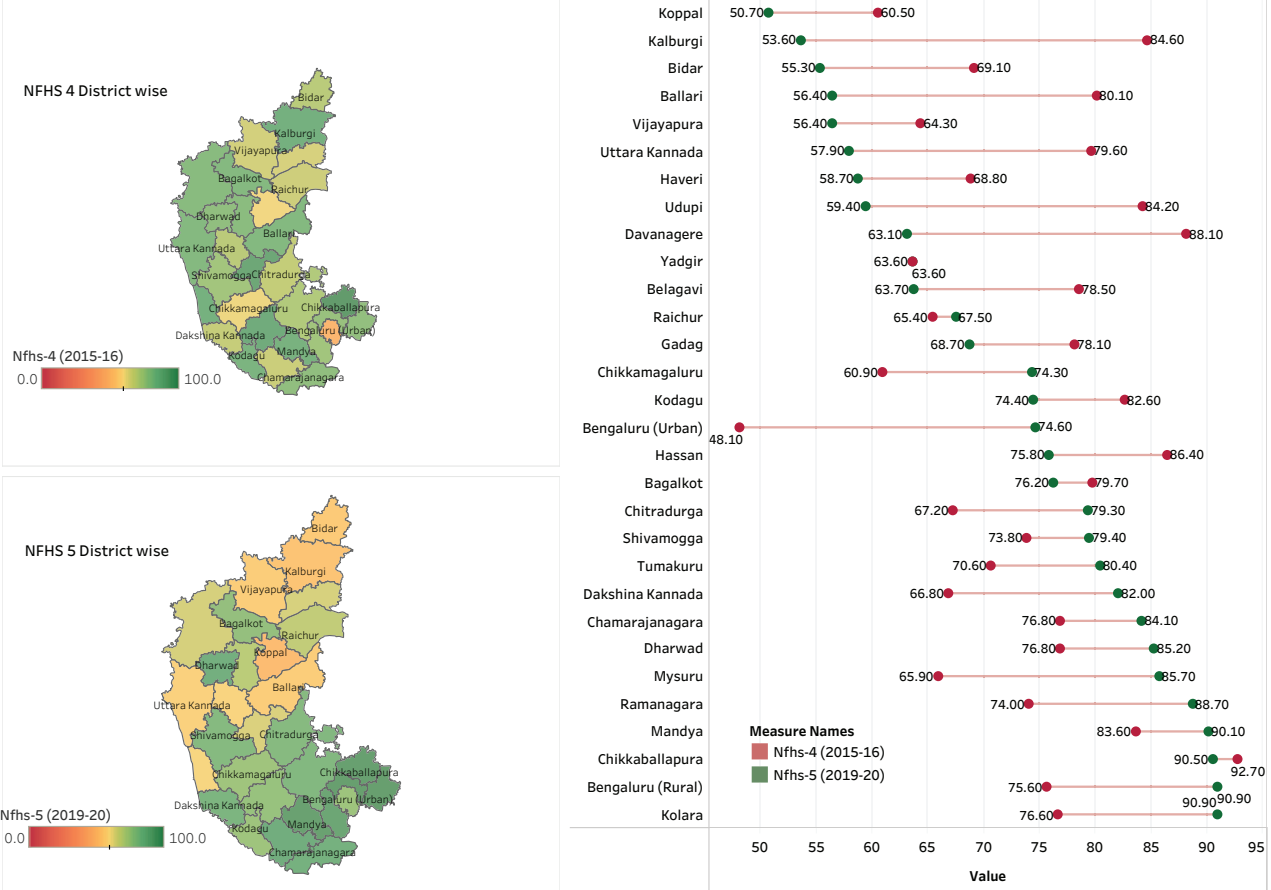 NFHS 4 District wise
Bidar
Kalburgi
Vijayapura
Bagalkot
Raichur
Dharwad
Ballari
Uttara Kannada
Shivamogga
Chitradurga
Chikkamagaluru
Chikkaballapura
Dakshina Kannada
Bengaluru (Urban)
Kodagu
Mandya
Chamarajanagara
Nfhs-4 (2015-16)
0.0
100.0
NFHS 5 District wise
Bidar
Kalburgi
Vijayapura
Bagalkot
Raichur
Koppal
Dharwad
Ballari
Uttara Kannada
Shivamogga
Chitradurga
Chikkamagaluru
Chikkaballapura
Dakshina Kannada
Bengaluru (Urban)
Kodagu
Mandya
Chamarajanagara
Nfhs-5 (2019-20)
0.0
100.0
Koppal 50.70 60.50
Kalburgi 53.60 84.60
Bidar 55.30 69.10
Ballari 56.40 80.10
Vijayapura 56.40 64.30
Uttara Kannada 57.90 79.60
Haveri 58.70 68.80
Udupi 59.40 84.20
Davanagere 63.10 88.10
Yadgir 63.60
63.60
Belagavi 63.70 78.50
Raichur 65.40 67.50
Gadag 68.70 78.10
Chikkamagaluru 60.90 74.30
Kodagu 74.40 82.60
Bengaluru (Urban) 74.60
48.10
Hassan 75.80 86.40
Bagalkot 76.20 79.70
Chitradurga 67.20 79.30
Shivamogga 73.80 79.40
Tumakuru 70.60 80.40
Dakshina Kannada 66.80 82.00
Chamarajanagara 76.80 84.10
Dharwad 76.80 85.20
Mysuru 65.90 85.70
Ramanagara 74.00 88.70
Mandya 83.60 90.10
Chikkaballapura 90.50
92.70
Bengaluru (Rural) 75.60
90.90 90.90
Kolara 76.60
Measure Names
Nfhs-4 (2015-16)
Nfhs-5 (2019-20)
50 55 60 65 70 75 80 85 90 95
Value